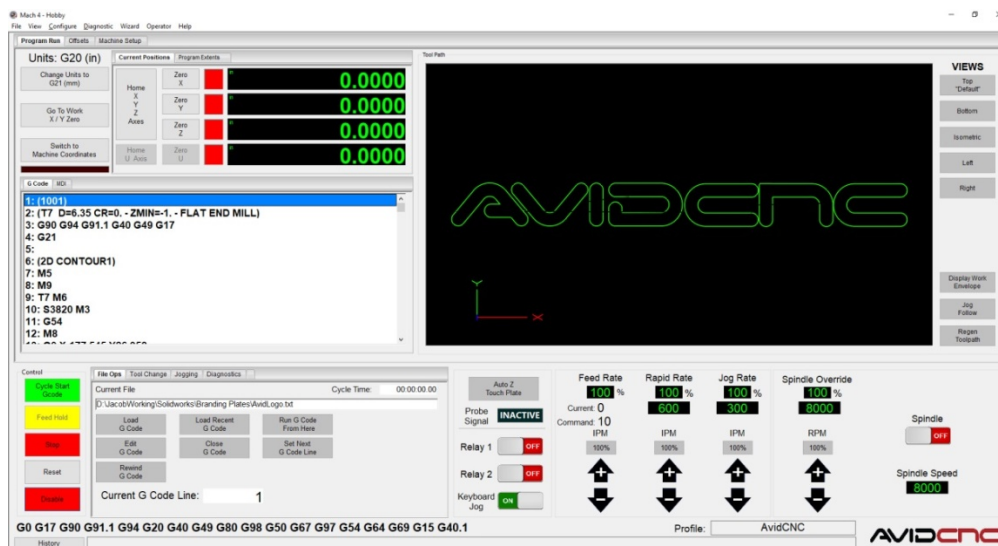 Mach 4 - Hobby
File View Configure Diagnostic Wizard Operator Help
Program Run Offsets Machine Setup
Units: G20 (in)
Change Units to
G21 (mm)
Go To Work
X / Y Zero
Switch to
Machine Coordinates
Current Positions Program Extents
Home
X
Y
Z
Axes
Zero
X
0.0000
Zero
Y
0.0000
Zero
Z
0.0000
Home
U Axis
Zero
U
0.0000
G Code MDI
1: (1001)
2: (T7 D=6.35 CR=0. - ZMIN=-1. - FLAT END MILL)
3: G90 G94 G91.1 G40 G49 G17
4: G21
5:
6: (2D CONTOUR1)
7: M5
8: M9
9: T7 M6
10: S3820 M3
11: G54
12: M8
Tool Path
AVIDCNC
Y
X
VIEWS
Top
"Default"
Bottom
Isometric
Left
Right
Display Work
Envelope
Jog
Follow
Regen
Toolpath
Control
Cycle Start
Gcode
Feed Hold
Stop
Reset
Disable
File Ops Tool Change Jogging Diagnostics
Current File
Cycle Time: 00:00:00.00
D:\JacobWorking\Solidworks\Branding Plates\AvidLogo.txt
Load
G Code
Load Recent
G Code
Run G Code
From Here
Edit
G Code
Close
G Code
Set Next
G Code Line
Rewind
G Code
Current G Code Line: 1
Auto Z
Touch Plate
Probe
Signal
INACTIVE
Relay 1 OFF
Relay 2 OFF
Keyboard
Jog
ON
Feed Rate
100 %
Current: 0
Command: 10
IPM
100%
Rapid Rate
100 %
600
IPM
100%
Jog Rate
100 %
300
IPM
100%
Spindle Override
100 %
8000
RPM
100%
Spindle
OFF
Spindle Speed
8000
G0 G17 G90 G91.1 G94 G20 G40 G49 G80 G98 G50 G67 G97 G54 G64 G69 G15 G40.1
Profile: AvidCNC
AVIDCNC
History